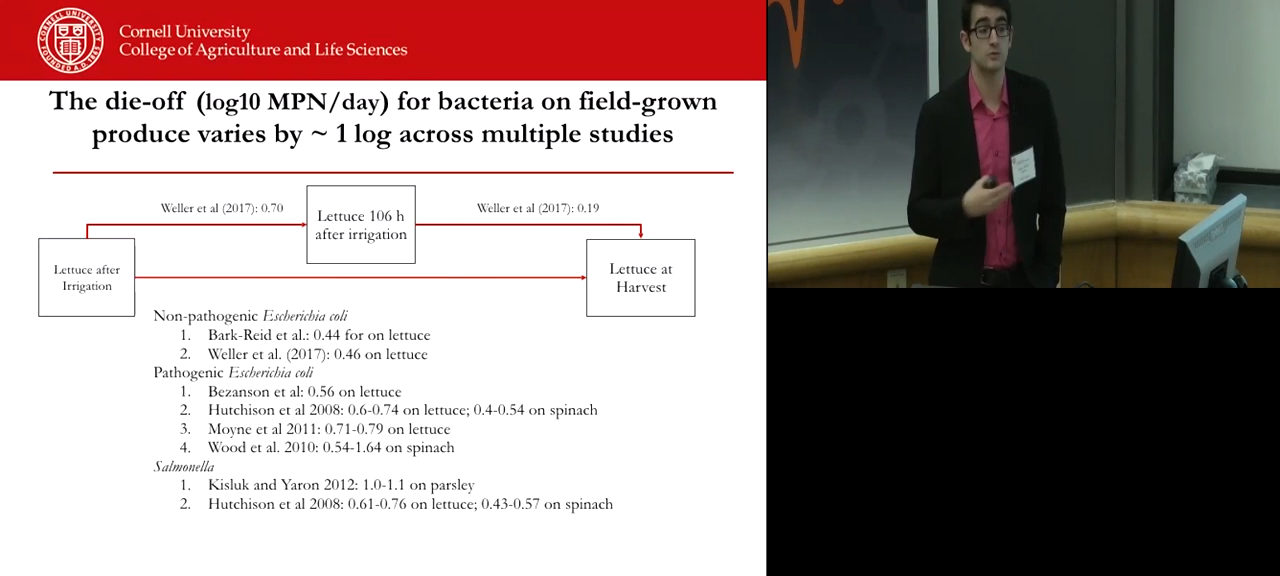 Cornell University
College of Agriculture and Life Sciences
The die-off (log10 MPN/day) for bacteria on field-grown
produce varies by ~ 1 log across multiple studies
Weller et al (2017): 0.70
Weller et al (2017): 0.19
Lettuce 106 h
after irrigation
Lettuce after
Irrigation
Lettuce at
Harvest
Non-pathogenic Escherichia coli
1. Bark-Reid et al.: 0.44 for on lettuce
2. Weller et al. (2017): 0.46 on lettuce
Pathogenic Escherichia coli
1. Bezanson et al: 0.56 on lettuce
2. Hutchison et al 2008: 0.6-0.74 on lettuce; 0.4-0.54 on spinach
3. Moyne et al 2011: 0.71-0.79 on lettuce
4. Wood et al. 2010: 0.54-1.64 on spinach
Salmonella
1. Kisluk and Yaron 2012: 1.0-1.1 on parsley
2. Hutchison et al 2008: 0.61-0.76 on lettuce; 0.43-0.57 on spinach